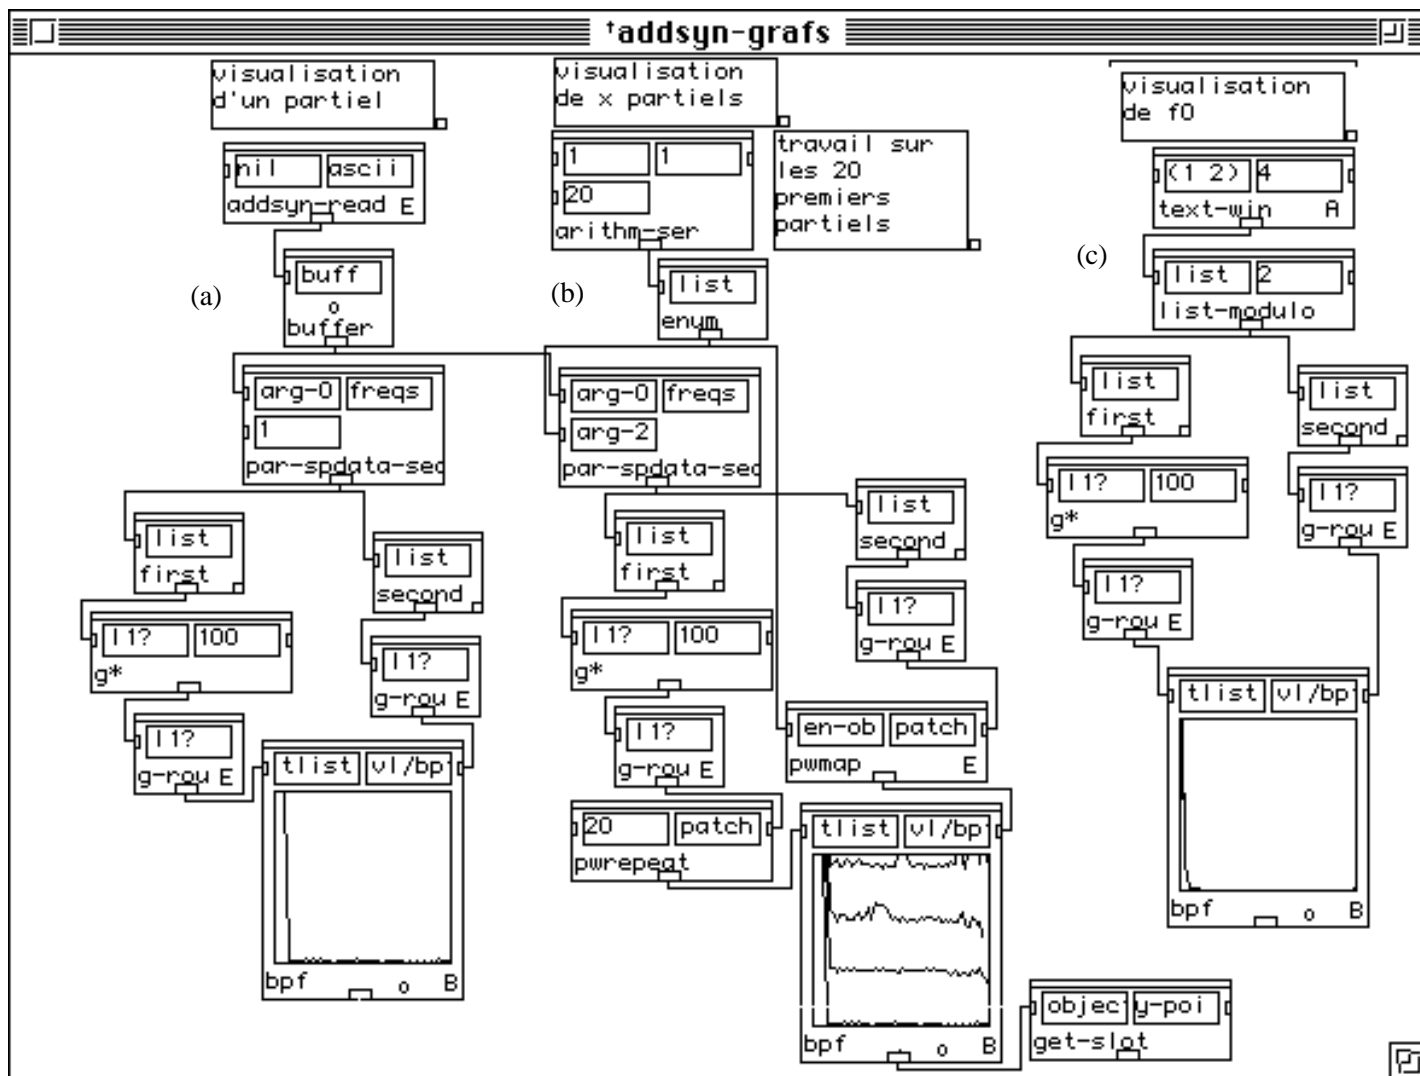 †addsyn-grafs
visualisation
d'un partiel
nil ascii
addsyn-read E
(a)
buff
o
buffer
arg-0 freqs
1
par-spdata-sec
list
first
list
second
l1? 100
g*
l1?
g-rou E
l1?
g-rou E
tlist vl/bp
bpf o B
visualisation
de x partiels
1 1
20
arithm-ser
travail sur
les 20
premiers
partiels
(b)
list
enum
arg-0 freqs
arg-2
par-spdata-sec
list
first
list
second
l1? 100
g*
l1?
g-rou E
l1?
g-rou E
en-ob patch
pwmap E
20 patch
pwrepeat
tlist vl/bp
bpf o B
objec y-poi
get-slot
visualisation
de f0
(1 2) 4
text-win A
(c)
list 2
list-modulo
list
first
list
second
l1? 100
g*
l1?
g-rou E
l1?
g-rou E
tlist vl/bp
bpf o B